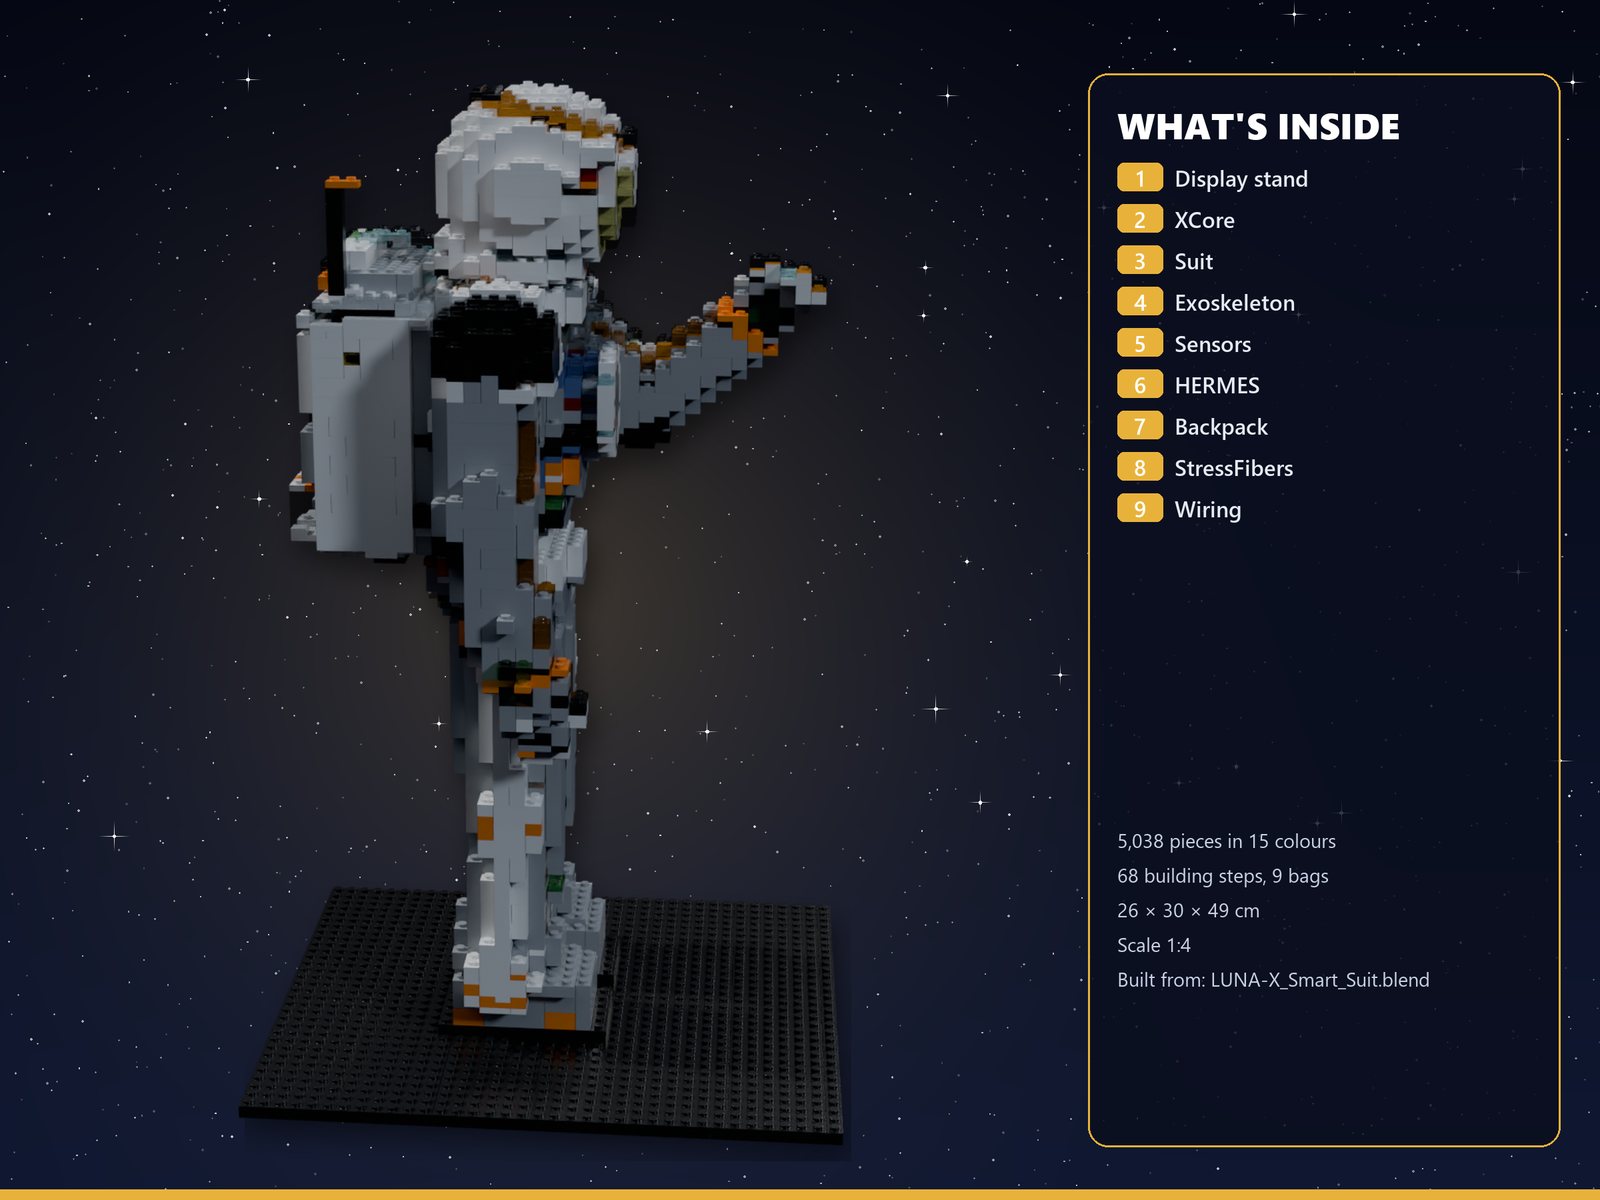 WHAT'S INSIDE
1 Display stand
2 XCore
3 Suit
4 Exoskeleton
5 Sensors
6 HERMES
7 Backpack
8 StressFibers
9 Wiring
5,038 pieces in 15 colours
68 building steps, 9 bags
26 × 30 × 49 cm
Scale 1:4
Built from: LUNA-X_Smart_Suit.blend